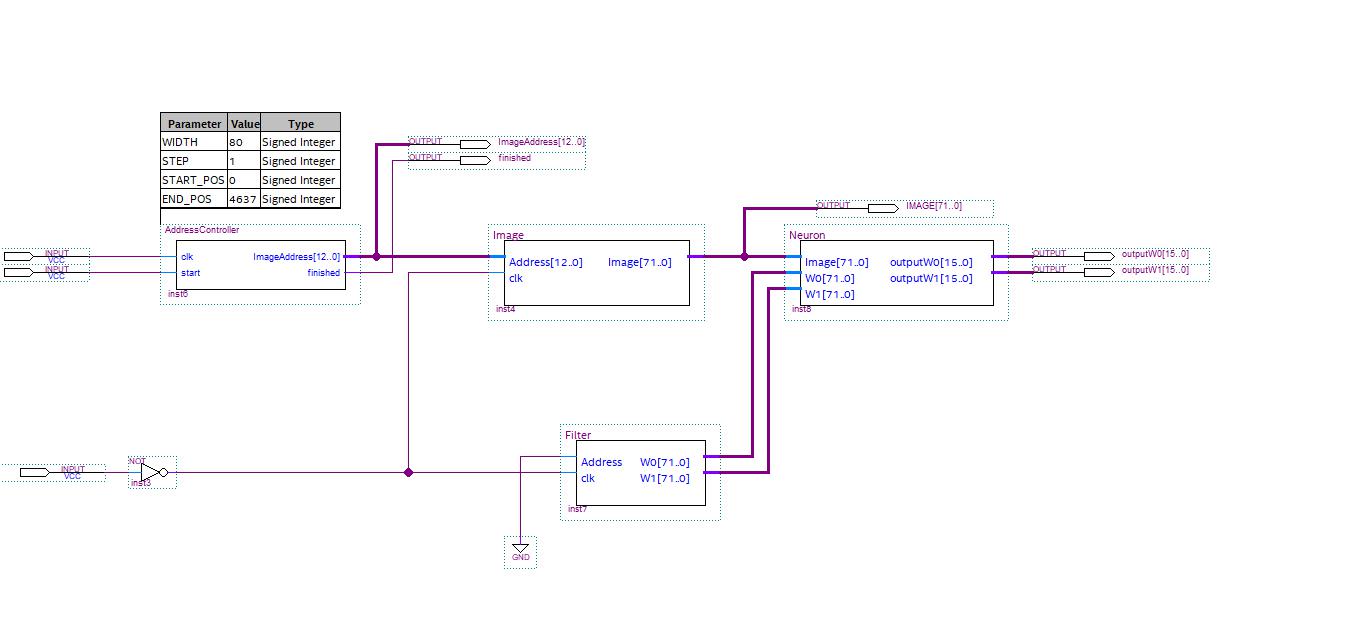 Parameter Value Type
WIDTH 80 Signed Integer
STEP 1 Signed Integer
START_POS 0 Signed Integer
END_POS 4637 Signed Integer
OUTPUT ImageAddress[12..0]
OUTPUT finished
OUTPUT IMAGE[71..0]
AddressController
INPUT
VCC
INPUT
VCC
clk ImageAddress[12..0]
start finished
inst6
Image
Address[12..0] Image[71..0]
clk
inst4
Neuron
Image[71..0] outputW0[15..0]
W0[71..0] outputW1[15..0]
W1[71..0]
inst8
OUTPUT outputW0[15..0]
OUTPUT outputW1[15..0]
INPUT
VCC
NOT
inst3
Filter
Address W0[71..0]
clk W1[71..0]
inst7
GND